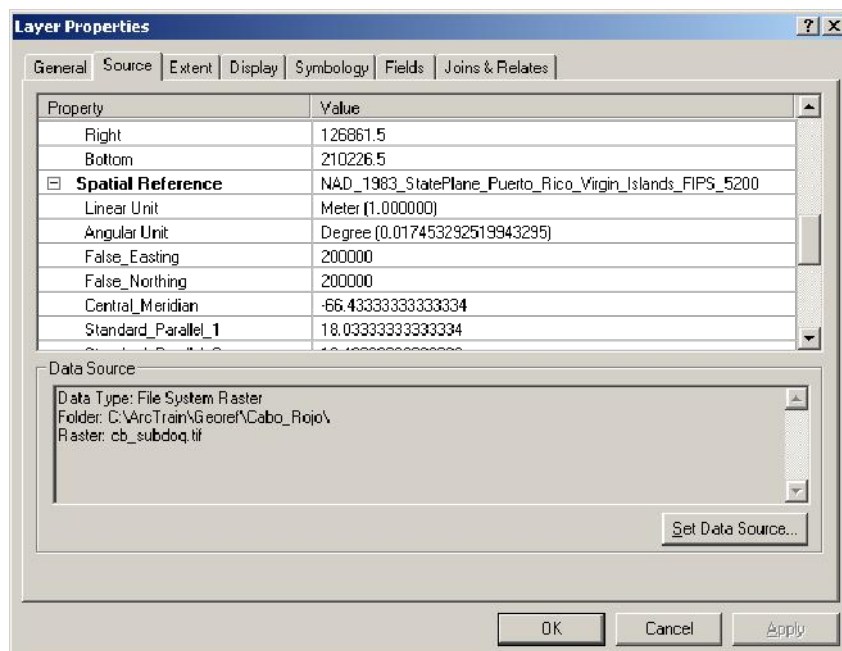 Layer Properties
General Source Extent Display Symbology Fields Joins & Relates
Property Value
Right 126861.5
Bottom 210226.5
Spatial Reference NAD_1983_StatePlane_Puerto_Rico_Virgin_Islands_FIPS_5200
Linear Unit Meter (1.000000)
Angular Unit Degree (0.017453292519943295)
False_Easting 200000
False_Northing 200000
Central_Meridian -66.43333333333334
Standard_Parallel_1 18.03333333333334
Data Source
Data Type: File System Raster
Folder: C:\ArcTrain\Georef\Cabo_Rojo\
Raster: cb_subdoq.tif
Set Data Source...
OK Cancel Apply